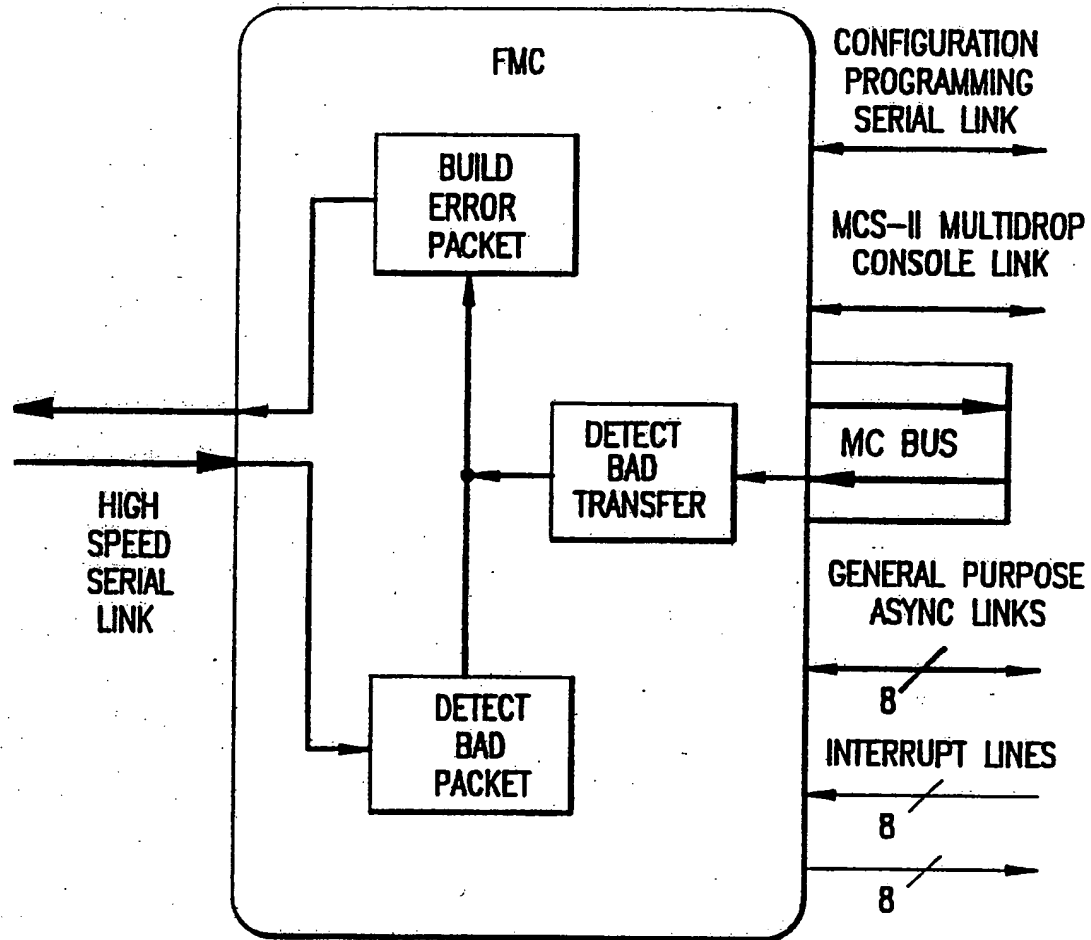 FMC
BUILD
ERROR
PACKET
DETECT
BAD
TRANSFER
DETECT
BAD
PACKET
HIGH
SPEED
SERIAL
LINK
CONFIGURATION
PROGRAMMING
SERIAL LINK
MCS-II MULTIDROP
CONSOLE LINK
MC BUS
GENERAL PURPOSE
ASYNC LINKS
8
INTERRUPT LINES
8
8